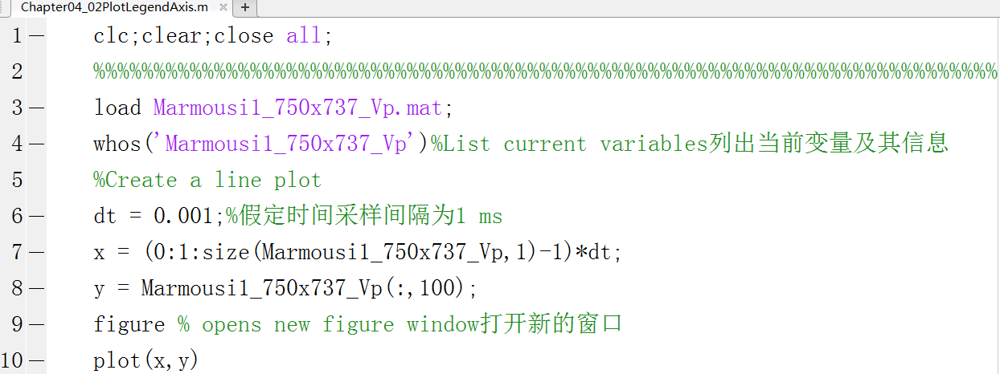 Chapter04_02PlotLegendAxis.m × +
1 — clc;clear;close all;
2 %%%%%%%%%%%%%%%%%%%%%%%%%%%%%%%%%%%%%%%%%%%%%%%%%%%%%%%%%%%%%%%%%%%%%%%%%%%
3 — load Marmousi1_750x737_Vp.mat;
4 — whos('Marmousi1_750x737_Vp')%List current variables列出当前变量及其信息
5 %Create a line plot
6 — dt = 0.001;%假定时间采样间隔为1 ms
7 — x = (0:1:size(Marmousi1_750x737_Vp,1)-1)*dt;
8 — y = Marmousi1_750x737_Vp(:,100);
9 — figure % opens new figure window打开新的窗口
10 — plot(x,y)